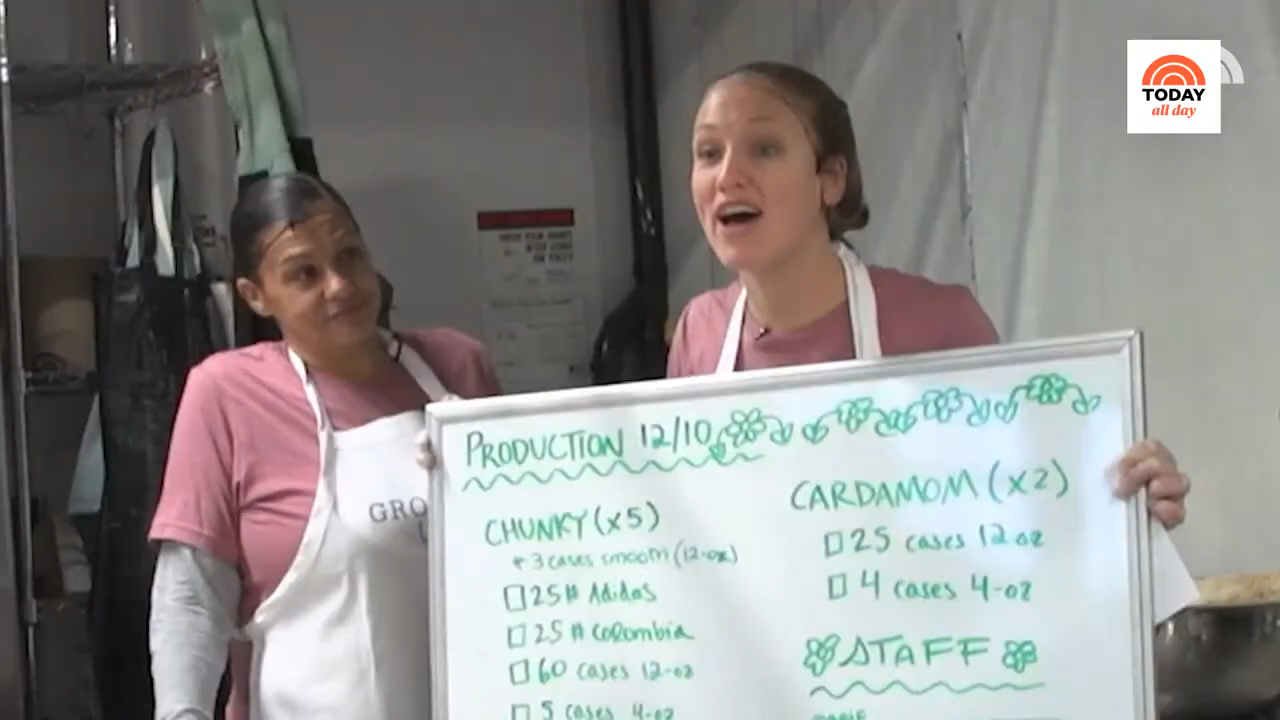 TODAY
all day
PRODUCTION 12/10
CHUNKY (x5)
+ 3 cases smooth (12-oz)
25# Adidas
25# Colombia
60 cases 12-oz
5 cases 4-oz
CARDAMOM (x2)
25 cases 12-oz
4 cases 4-oz
STAFF
GRO